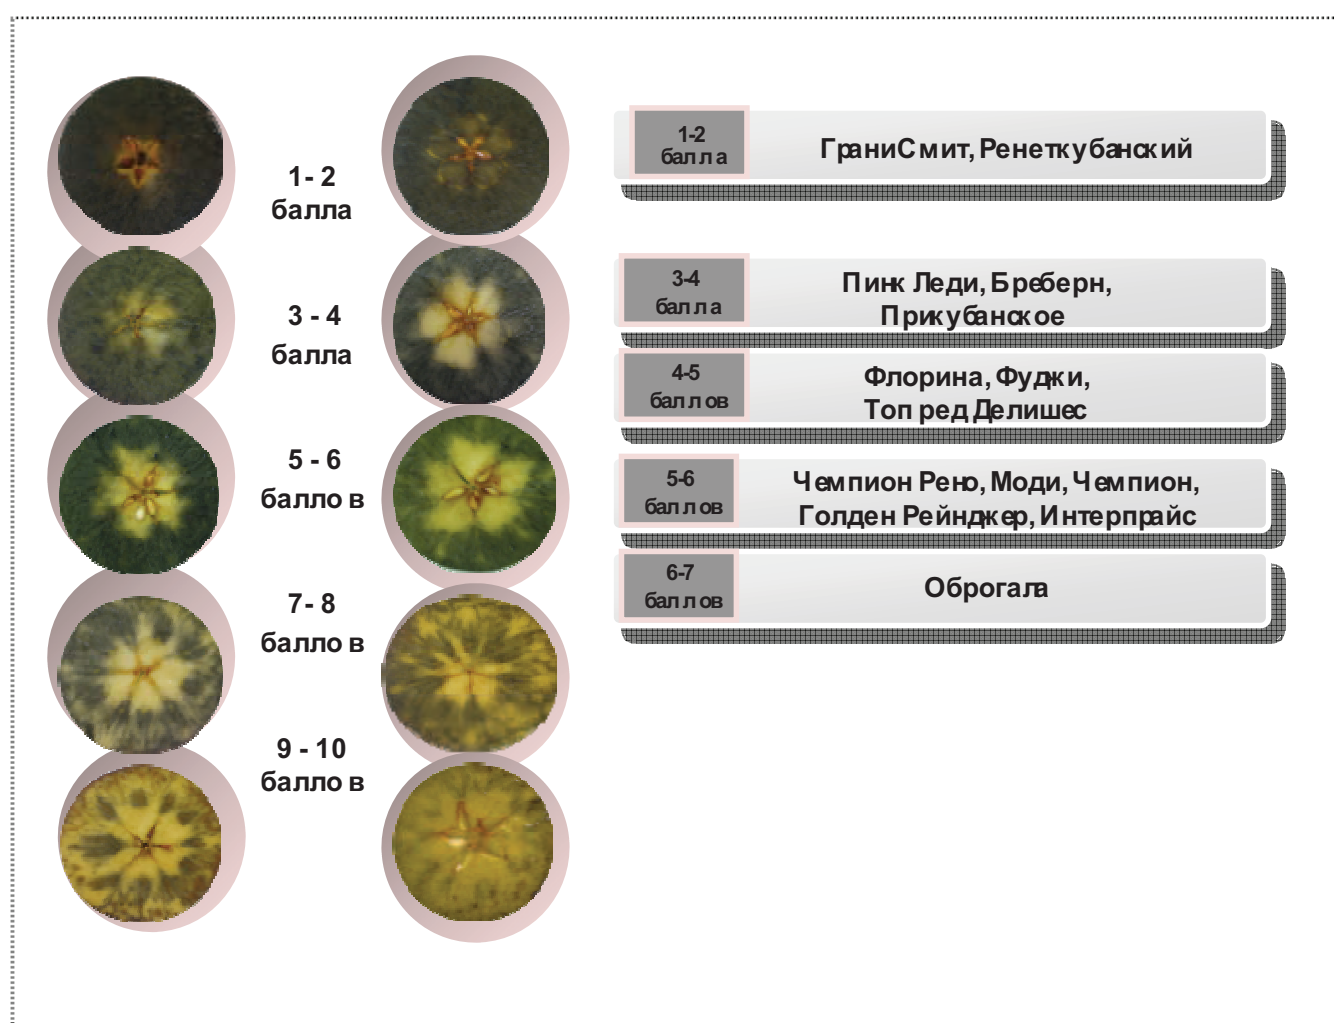 1- 2
балла
3 - 4
балла
5 - 6
баллов
7- 8
баллов
9 - 10
баллов
1-2
балла
ГраниСмит, Ренеткубанский
3-4
балла
Пинк Леди, Бреберн,
Прикубанское
4-5
баллов
Флорина, Фуджи,
Топ ред Делишес
5-6
баллов
Чемпион Рено, Моди, Чемпион,
Голден Рейнджер, Интерпрайс
6-7
баллов
Оброгала